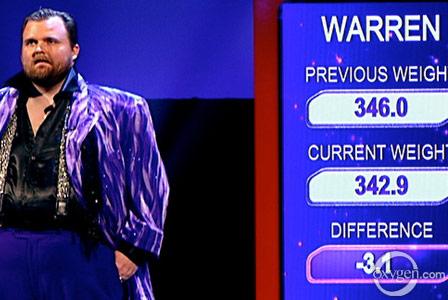 WARREN
PREVIOUS WEIGH
346.0
CURRENT WEIGHT
342.9
DIFFERENCE
-3.1
oxygen.com